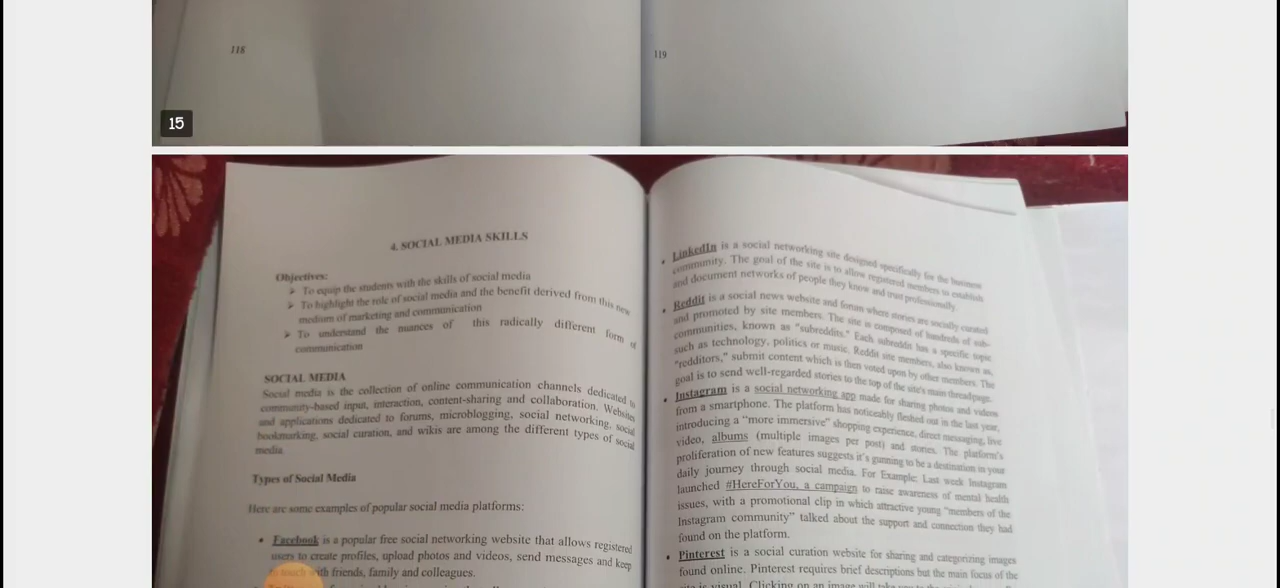 118
119
15
4. SOCIAL MEDIA SKILLS
Objectives:
➢ To equip the students with the skills of social media
➢ To highlight the role of social media and the benefit derived from this new
medium of marketing and communication
➢ To understand the nuances of this radically different form of
communication
SOCIAL MEDIA
Social media is the collection of online communication channels dedicated to
community-based input, interaction, content-sharing and collaboration. Websites
and applications dedicated to forums, microblogging, social networking, social
bookmarking, social curation, and wikis are among the different types of social
media.
Types of Social Media
Here are some examples of popular social media platforms:
• Facebook is a popular free social networking website that allows registered
users to create profiles, upload photos and videos, send messages and keep
touch with friends, family and colleagues.
• LinkedIn is a social networking site designed specifically for the business
community. The goal of the site is to allow registered members to establish
and document networks of people they know and trust professionally.
• Reddit is a social news website and forum where stories are socially curated
and promoted by site members. The site is composed of hundreds of sub-
communities, known as "subreddits." Each subreddit has a specific topic
such as technology, politics or music. Reddit site members, also known as,
"redditors," submit content which is then voted upon by other members. The
goal is to send well-regarded stories to the top of the site's main thread page.
• Instagram is a social networking app made for sharing photos and videos
from a smartphone. The platform has noticeably fleshed out in the last year,
introducing a "more immersive" shopping experience, direct messaging, live
video, albums (multiple images per post) and stories. The platform's
proliferation of new features suggests it's gunning to be a destination in your
daily journey through social media. For Example: Last week Instagram
launched #HereForYou, a campaign to raise awareness of mental health
issues, with a promotional clip in which attractive young "members of the
Instagram community" talked about the support and connection they had
found on the platform.
• Pinterest is a social curation website for sharing and categorizing images
found online. Pinterest requires brief descriptions but the main focus of the
site is visual. Clicking on an image will take you to the